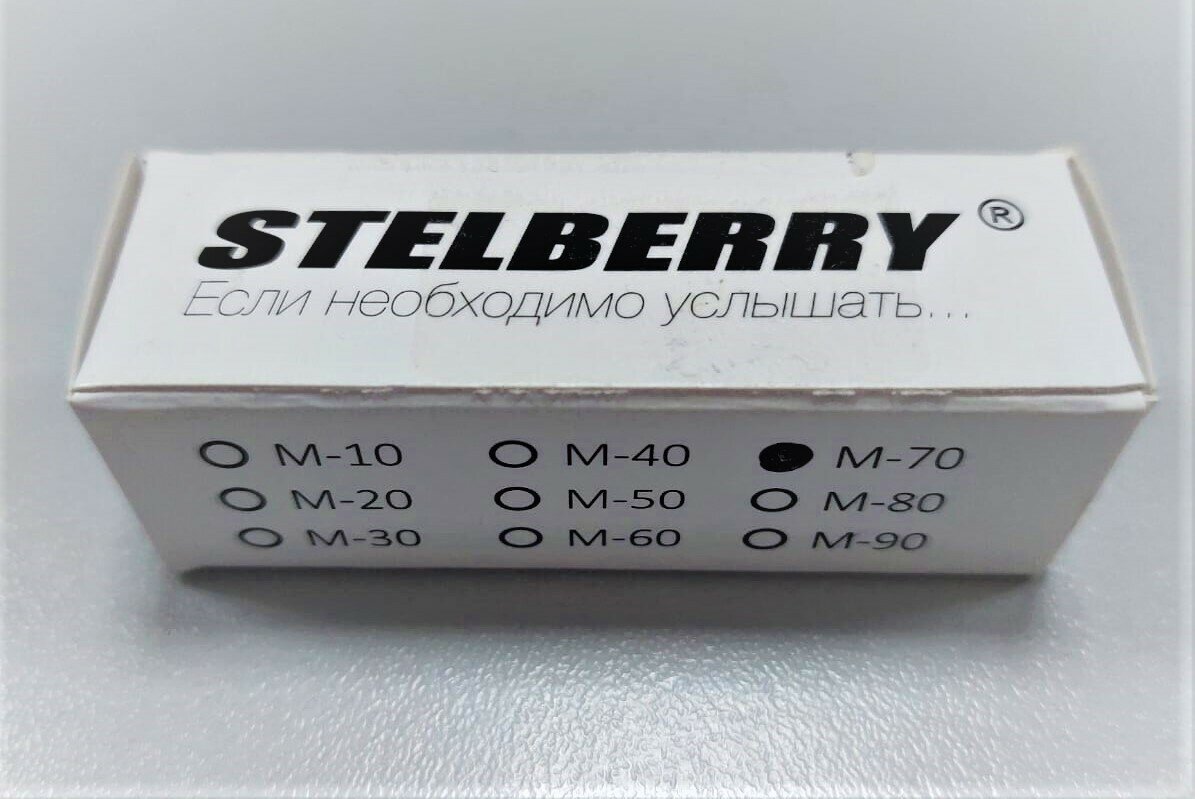 STELBERRY ®
Если необходимо услышать...
M-10 M-40 M-70
M-20 M-50 M-80
M-30 M-60 M-90